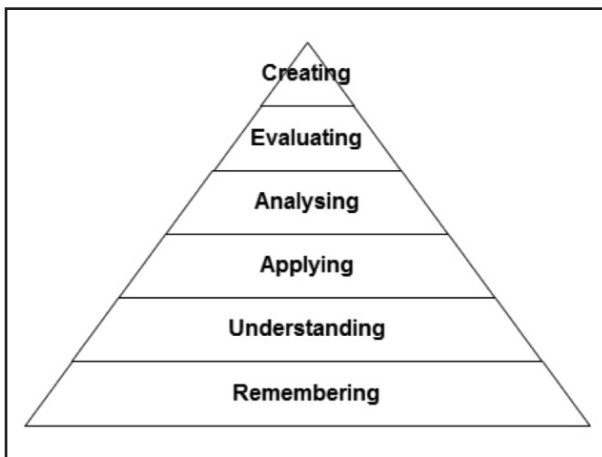 Creating
Evaluating
Analysing
Applying
Understanding
Remembering